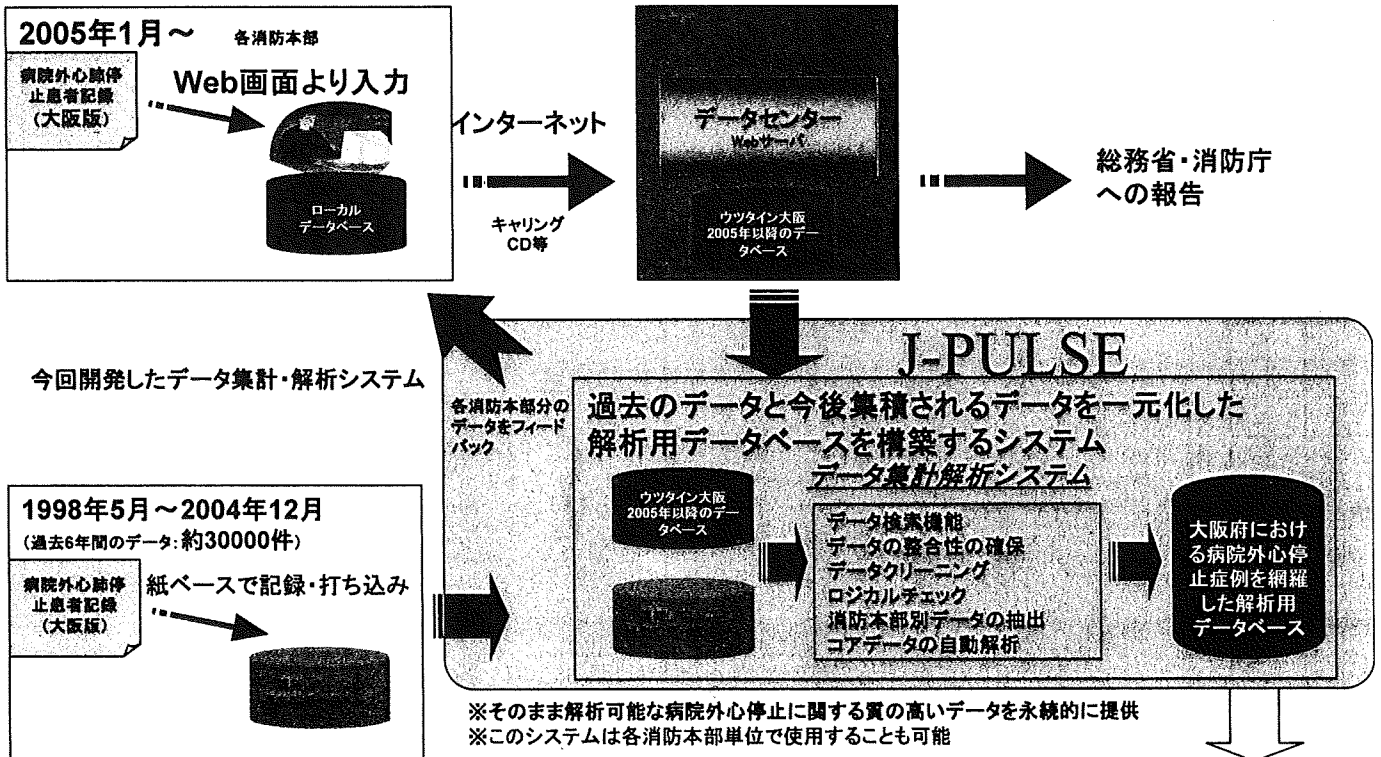 2005年1月～ 各消防本部
病院外心肺停
止患者記録
(大阪版)
Web画面より入力
ローカル
データベース
インターネット
キャリング
CD等
データセンター
Webサーバ
ウツタイン大阪
2005年以降のデー
タベース
総務省・消防庁
への報告
今回開発したデータ集計・解析システム
各消防本部分の
データをフィード
バック
J-PULSE
過去のデータと今後集積されるデータを一元化した
解析用データベースを構築するシステム
データ集計解析システム
ウツタイン大阪
2005年以降のデー
タベース
データ検索機能
データの整合性の確保
データクリーニング
ロジカルチェック
消防本部別データの抽出
コアデータの自動解析
大阪府におけ
る病院外心停
止症例を網羅
した解析用
データベース
1998年5月～2004年12月
(過去6年間のデータ:約30000件)
病院外心肺停
止患者記録
(大阪版)
紙ベースで記録・打ち込み
※そのまま解析可能な病院外心停止に関する質の高いデータを永続的に提供
※このシステムは各消防本部単位で使用することも可能